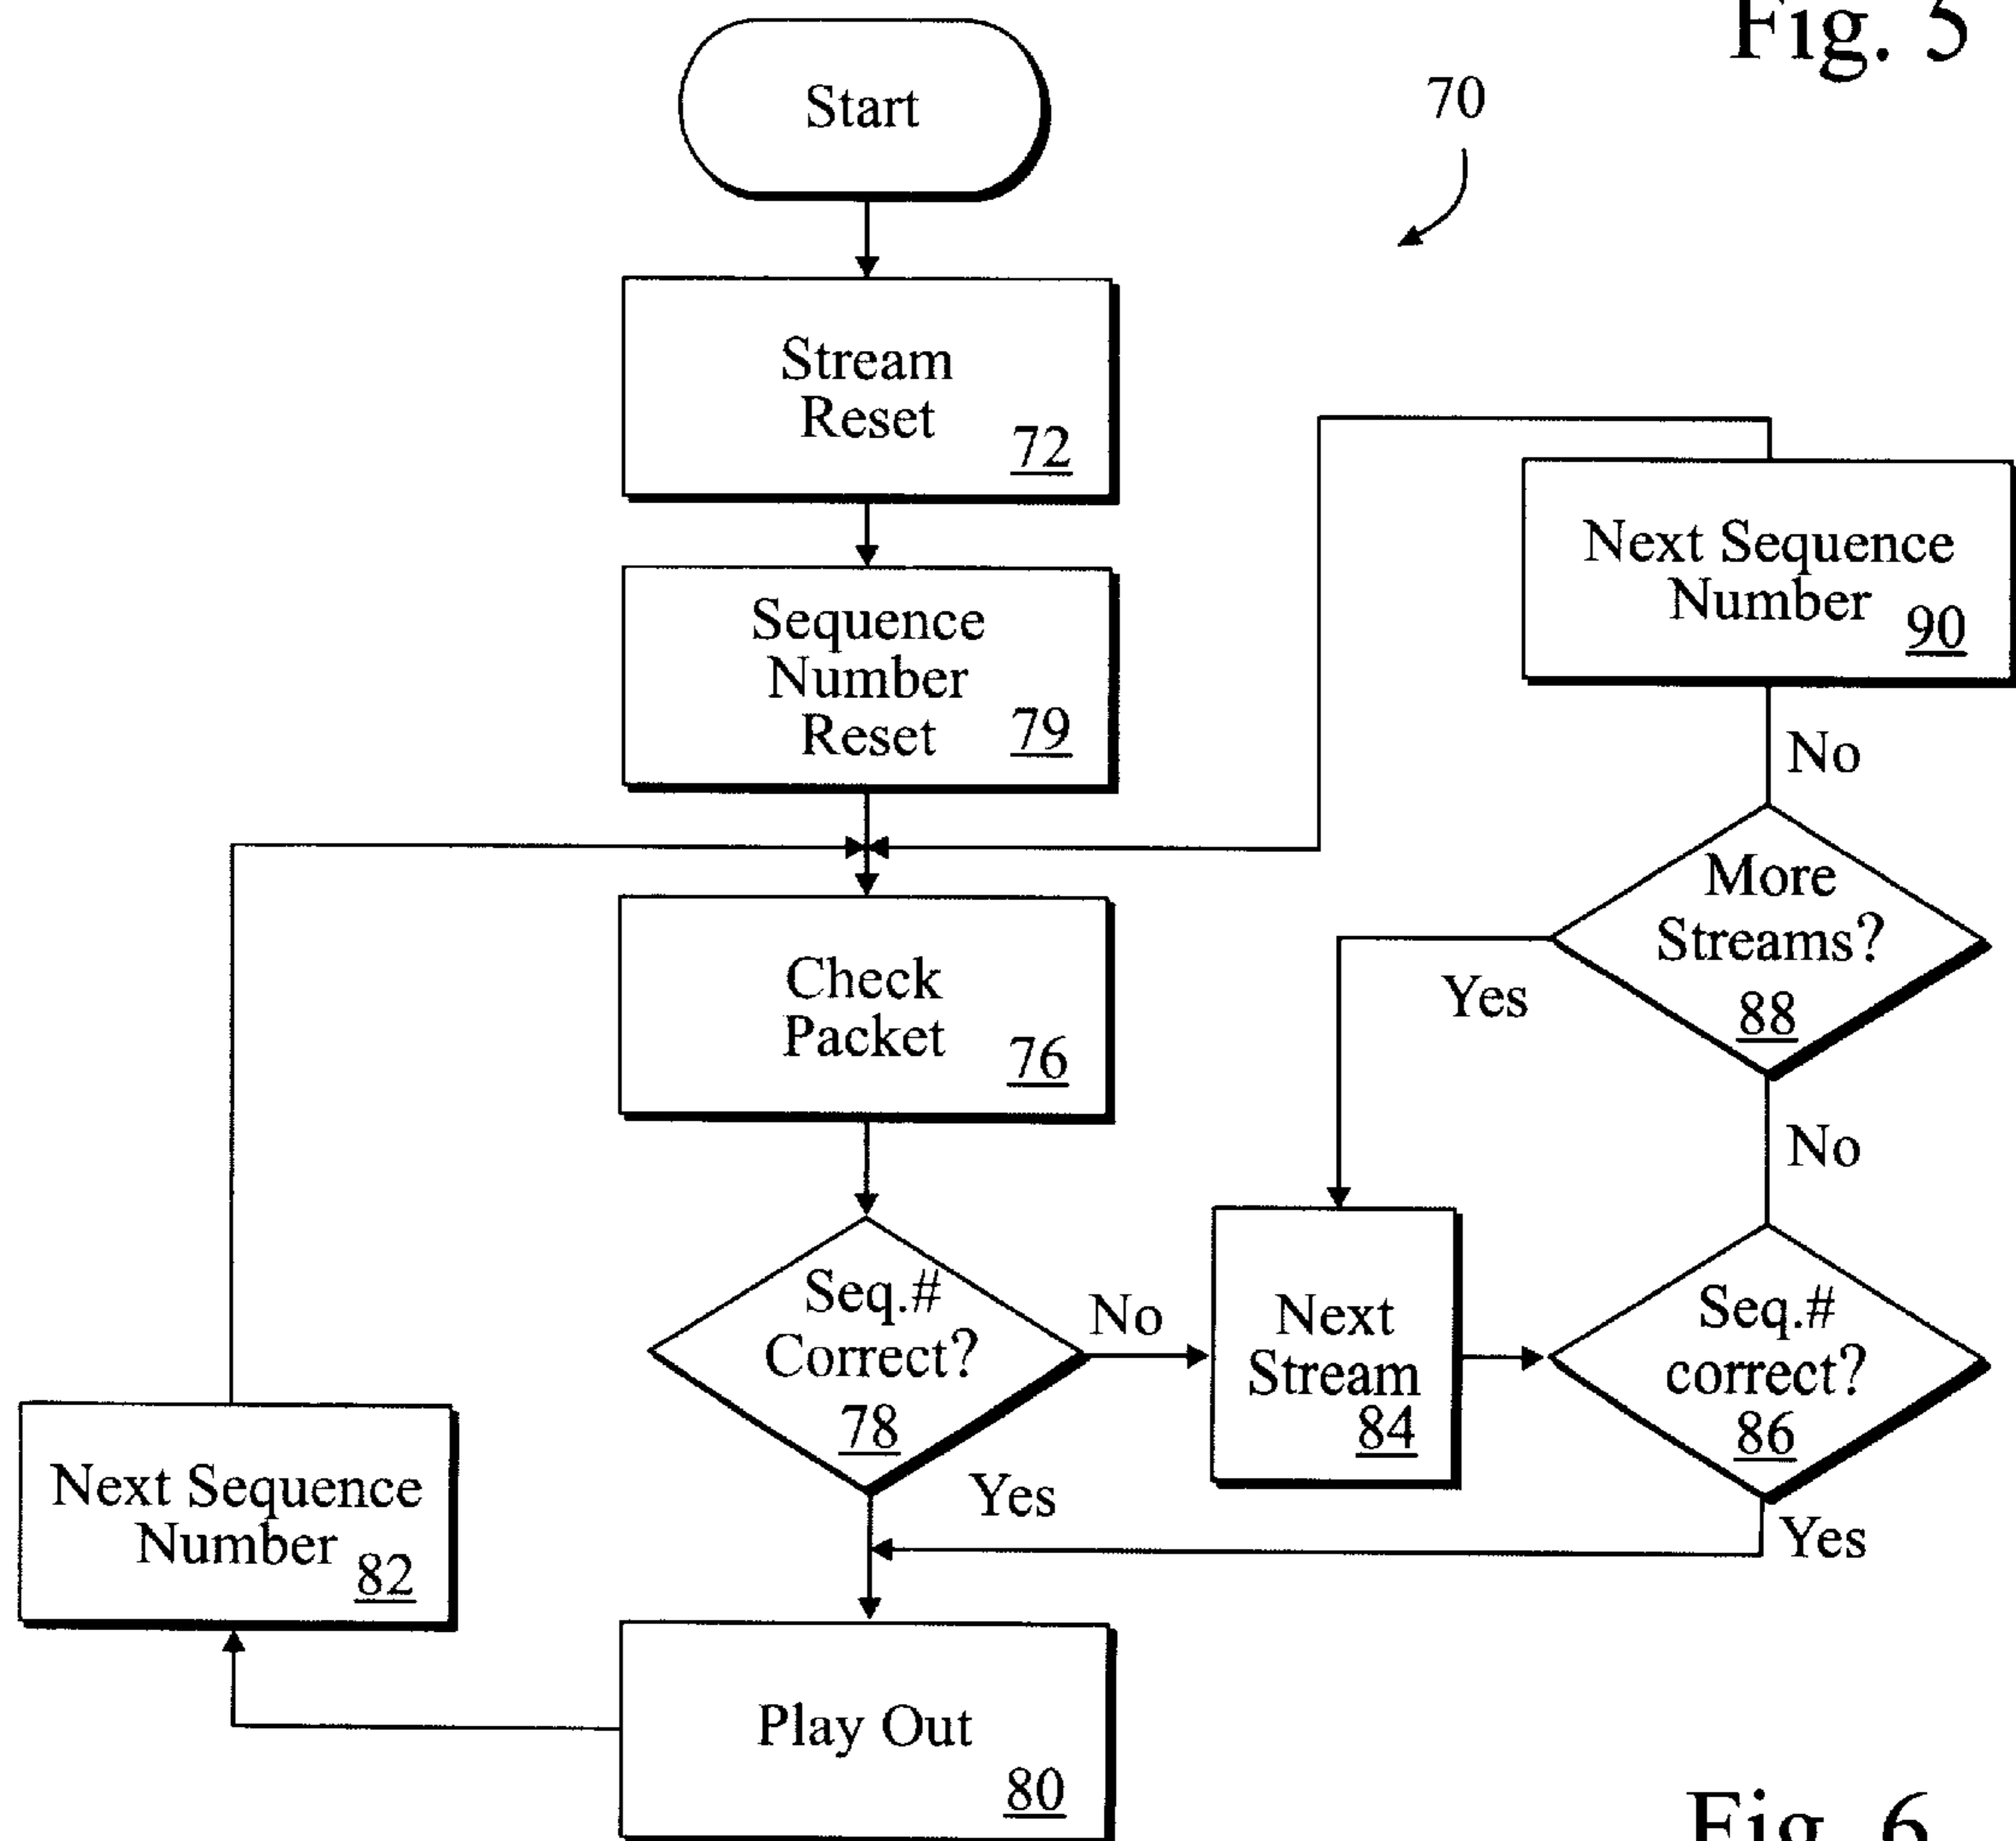 Fig. 5
Start
70
Stream
Reset
72
Next Sequence
Number
90
Sequence
Number
Reset
79
No
More
Streams?
88
Yes
Check
Packet
76
No
Seq.#
Correct?
78
No
Next
Stream
84
Seq.#
correct?
86
Yes
Yes
Next Sequence
Number
82
Play Out
80
Fig. 6